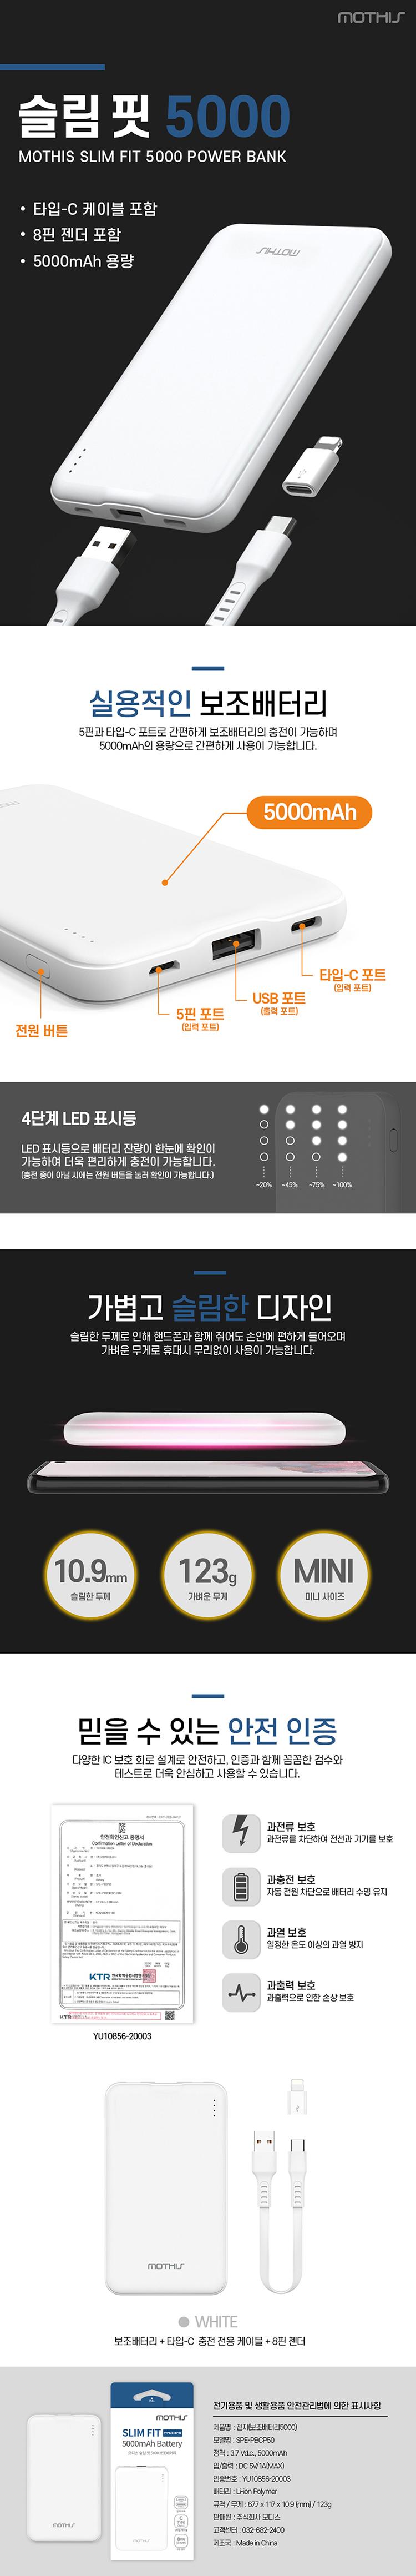 MOTHIS
슬림 핏 5000
MOTHIS SLIM FIT 5000 POWER BANK
• 타입-C 케이블 포함
• 8핀 젠더 포함
• 5000mAh 용량
MOTHIS
실용적인 보조배터리
5핀과 타입-C 포트로 간편하게 보조배터리의 충전이 가능하며
5000mAh의 용량으로 간편하게 사용이 가능합니다.
5000mAh
타입-C 포트
(입력 포트)
USB 포트
(출력 포트)
5핀 포트
(입력 포트)
전원 버튼
4단계 LED 표시등
LED 표시등으로 배터리 잔량이 한눈에 확인이
가능하여 더욱 편리하게 충전이 가능합니다.
(충전 중이 아닐 시에는 전원 버튼을 눌러 확인이 가능합니다.)
~20% ~45% ~75% ~100%
가볍고 슬림한 디자인
슬림한 두께로 인해 핸드폰과 함께 쥐어도 손안에 편하게 들어오며
가벼운 무게로 휴대시 무리없이 사용이 가능합니다.
10.9mm
슬림한 두께
123g
가벼운 무게
MINI
미니 사이즈
믿을 수 있는 안전 인증
다양한 IC 보호 회로 설계로 안전하고, 인증과 함께 꼼꼼한 검수와
테스트로 더욱 안심하고 사용할 수 있습니다.
안전확인신고 증명서
Confirmation Letter of Declaration
KTR
YU10856-20003
과전류 보호
과전류를 차단하여 전선과 기기를 보호
과충전 보호
자동 전원 차단으로 배터리 수명 유지
과열 보호
일정한 온도 이상의 과열 방지
과출력 보호
과출력으로 인한 손상 보호
MOTHIS
WHITE
보조배터리 + 타입-C 충전 전용 케이블 + 8핀 젠더
MOTHIS
MOTHIS
SLIM FIT
5000mAh Battery
MOTHIS
전기용품 및 생활용품 안전관리법에 의한 표시사항
제품명 : 전지(보조배터리5000)
모델명 : SPE-PBCP50
정격 : 3.7 Vd.c., 5000mAh
입/출력 : DC 5V/1A(MAX)
인증번호 : YU10856-20003
배터리 : Li-ion Polymer
규격 / 무게 : 67.7 x 117 x 10.9 (mm) / 123g
판매원 : 주식회사 모디스
고객센터 : 032-682-2400
제조국 : Made in China